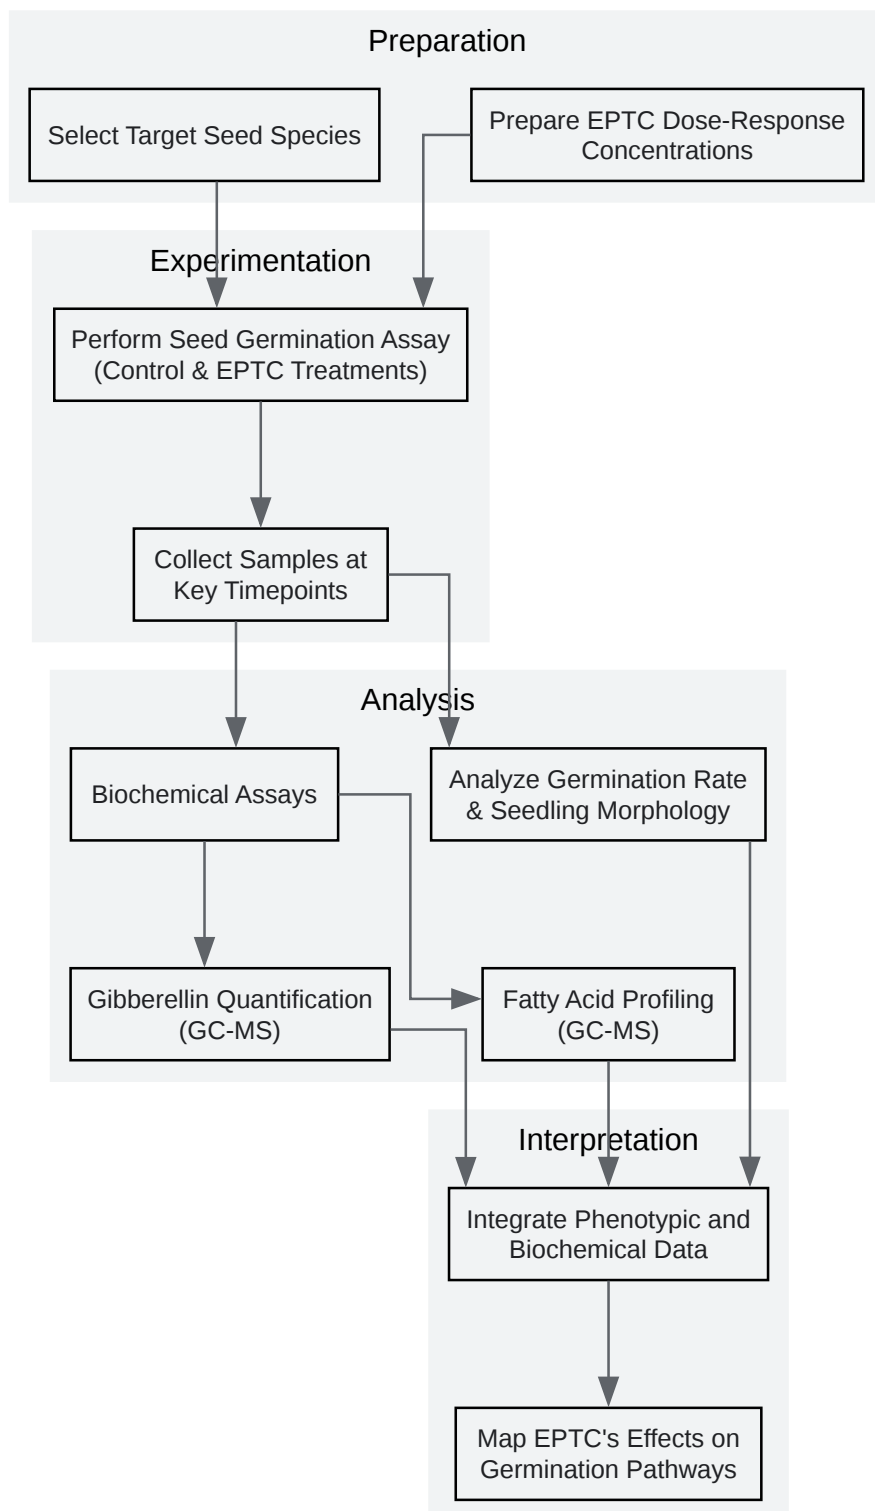 Preparation
Select Target Seed Species
Prepare EPTC Dose-Response
Concentrations
Experimentation
Perform Seed Germination Assay
(Control & EPTC Treatments)
Collect Samples at
Key Timepoints
Analysis
Biochemical Assays
Analyze Germination Rate
& Seedling Morphology
Gibberellin Quantification
(GC-MS)
Fatty Acid Profiling
(GC-MS)
Interpretation
Integrate Phenotypic and
Biochemical Data
Map EPTC's Effects on
Germination Pathways